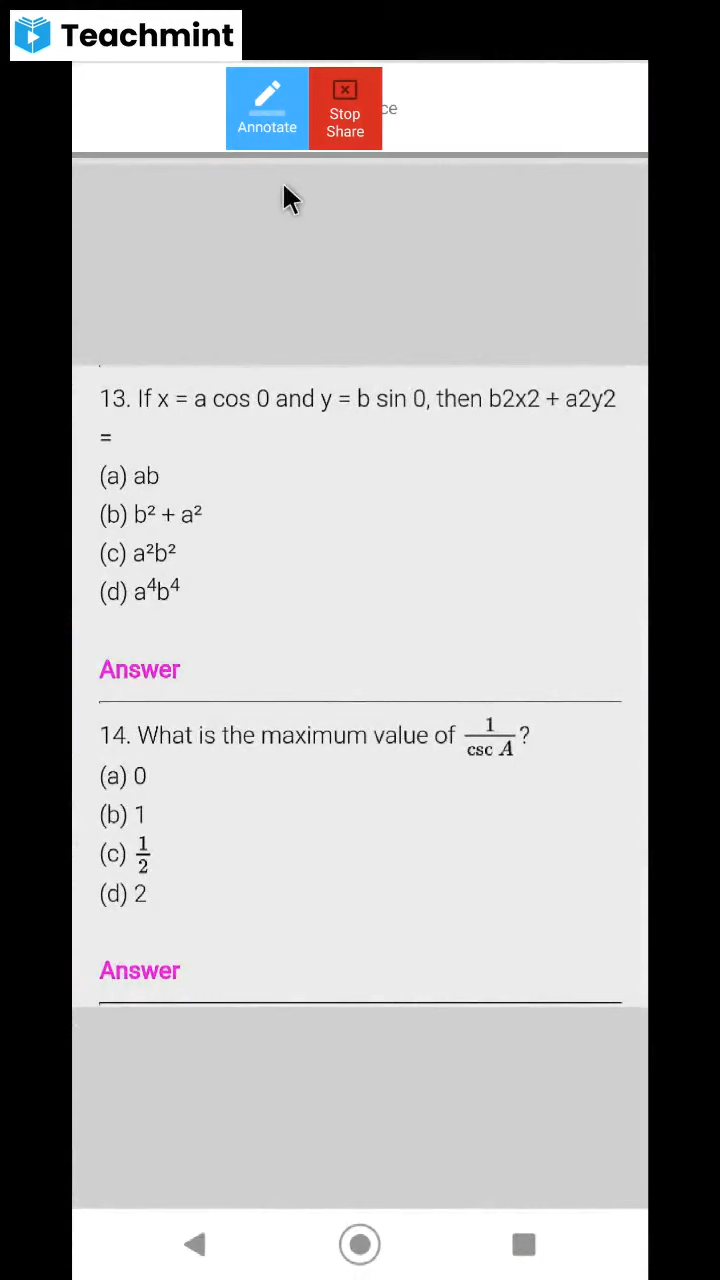 Teachmint
Annotate
Stop
Share
ce
13. If x = a cos 0 and y = b sin 0, then b2x2 + a2y2
=
(a) ab
(b) b² + a²
(c) a²b²
(d) a⁴b⁴
Answer
14. What is the maximum value of 1/csc A?
(a) 0
(b) 1
(c) 1/2
(d) 2
Answer